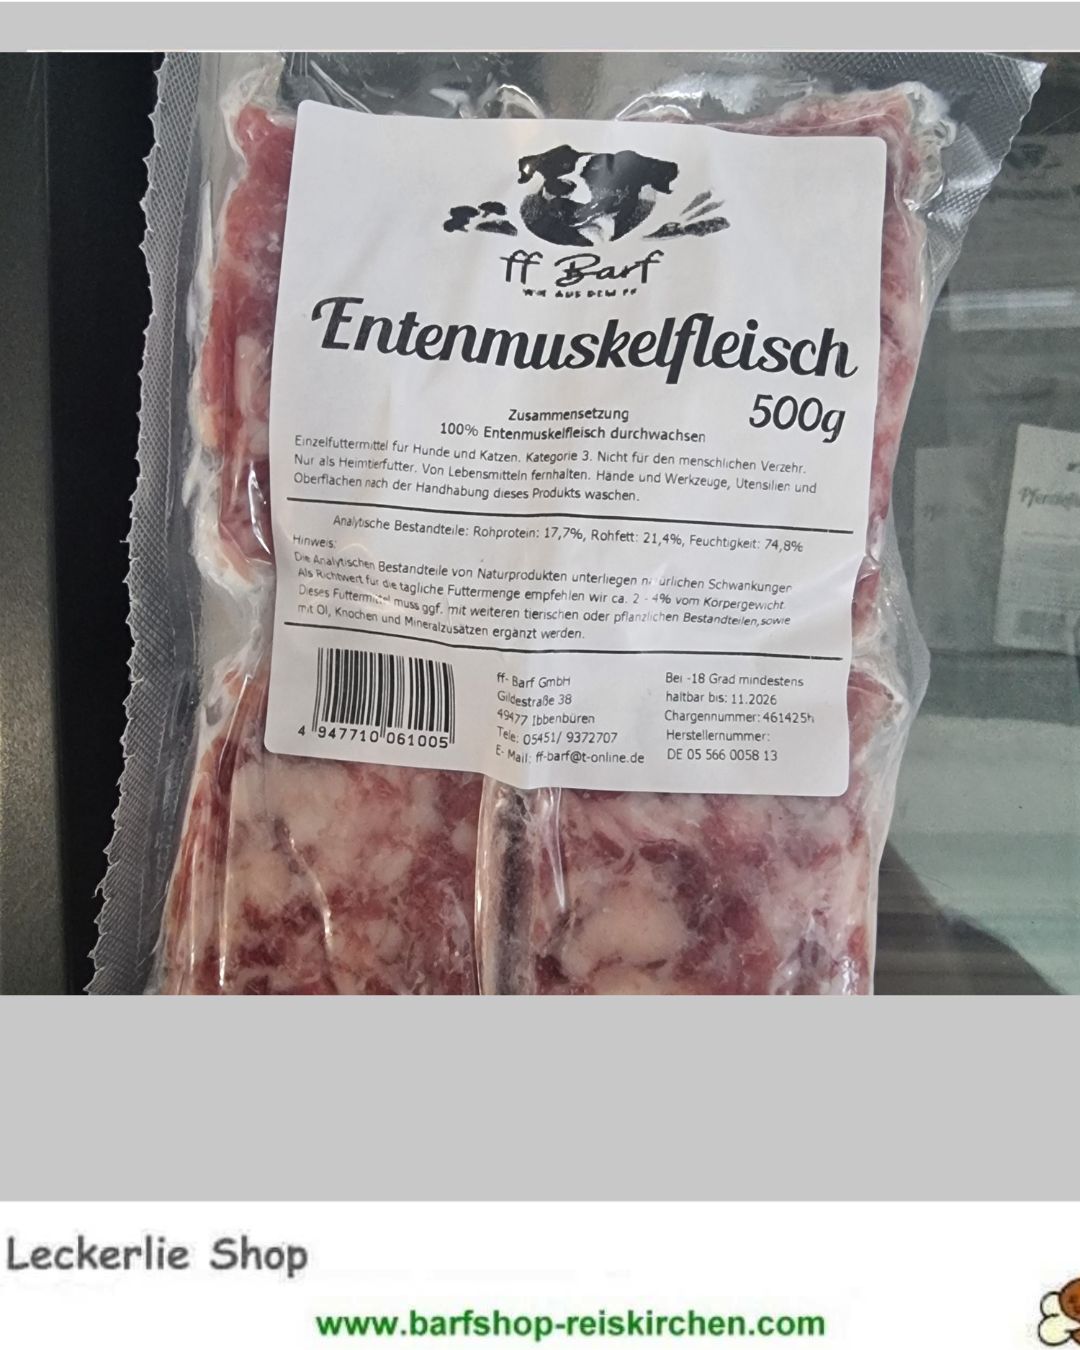 ff Barf
WIR AUS DEM FF
Entenmuskelfleisch
500g
Zusammensetzung
100% Entenmuskelfleisch durchwachsen
Einzelfuttermittel für Hunde und Katzen. Kategorie 3. Nicht für den menschlichen Verzehr.
Nur als Heimtierfutter. Von Lebensmitteln fernhalten. Hände und Werkzeuge, Utensilien und
Oberflächen nach der Handhabung dieses Produkts waschen.
Analytische Bestandteile: Rohprotein: 17,7%, Rohfett: 21,4%, Feuchtigkeit: 74,8%
Hinweis:
Die Analytischen Bestandteile von Naturprodukten unterliegen natürlichen Schwankungen
Als Richtwert für die tägliche Futtermenge empfehlen wir ca. 2 - 4% vom Körpergewicht.
Dieses Futtermittel muss ggf. mit weiteren tierischen oder pflanzlichen Bestandteilen,sowie
mit Öl, Knochen und Mineralzusätzen ergänzt werden.
ff- Barf GmbH
Gildestraße 38
49477 Ibbenbüren
Tele: 05451/ 9372707
E- Mail: ff-barf@t-online.de
Bei -18 Grad mindestens
haltbar bis: 11.2026
Chargennummer: 461425h
Herstellernummer:
DE 05 566 0058 13
4 947710 061005
Leckerlie Shop
www.barfshop-reiskirchen.com